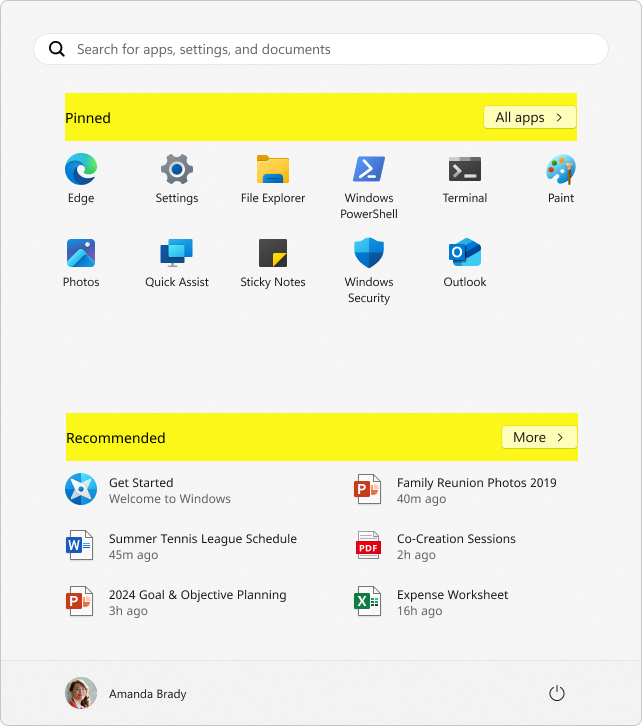 Search for apps, settings, and documents
Pinned
All apps
Edge
Settings
File Explorer
Windows
PowerShell
Terminal
Paint
Photos
Quick Assist
Sticky Notes
Windows
Security
Outlook
Recommended
More
Get Started
Welcome to Windows
Family Reunion Photos 2019
40m ago
Summer Tennis League Schedule
45m ago
Co-Creation Sessions
2h ago
2024 Goal & Objective Planning
3h ago
Expense Worksheet
16h ago
Amanda Brady
P
W
PDF
P
X
O